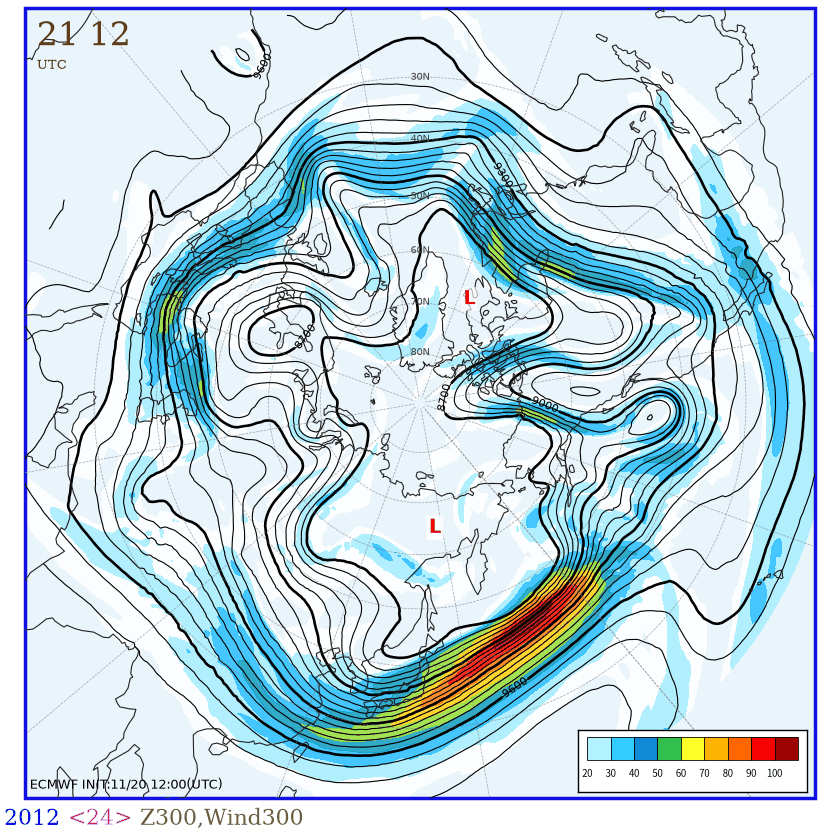 21 12
UTC
9600
30N
40N
9300
50N
60N
L
70N
8700
80N
8700
9000
L
9600
20 30 40 50 60 70 80 90 100
ECMWF INIT:11/20 12:00(UTC)
2012 <24> Z300,Wind300